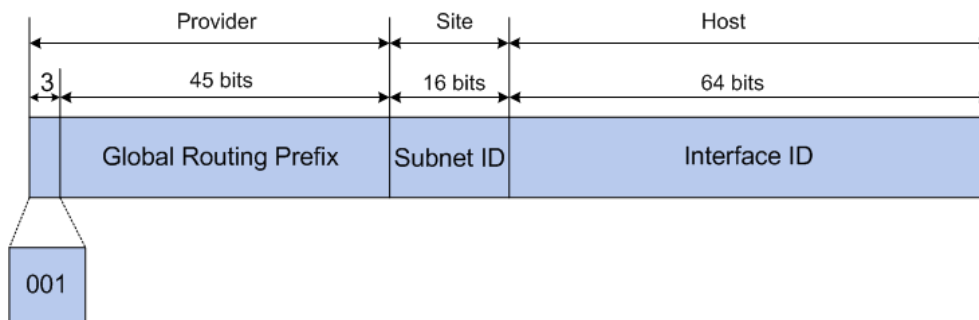 Provider Site Host
3 45 bits 16 bits 64 bits
Global Routing Prefix Subnet ID Interface ID
001